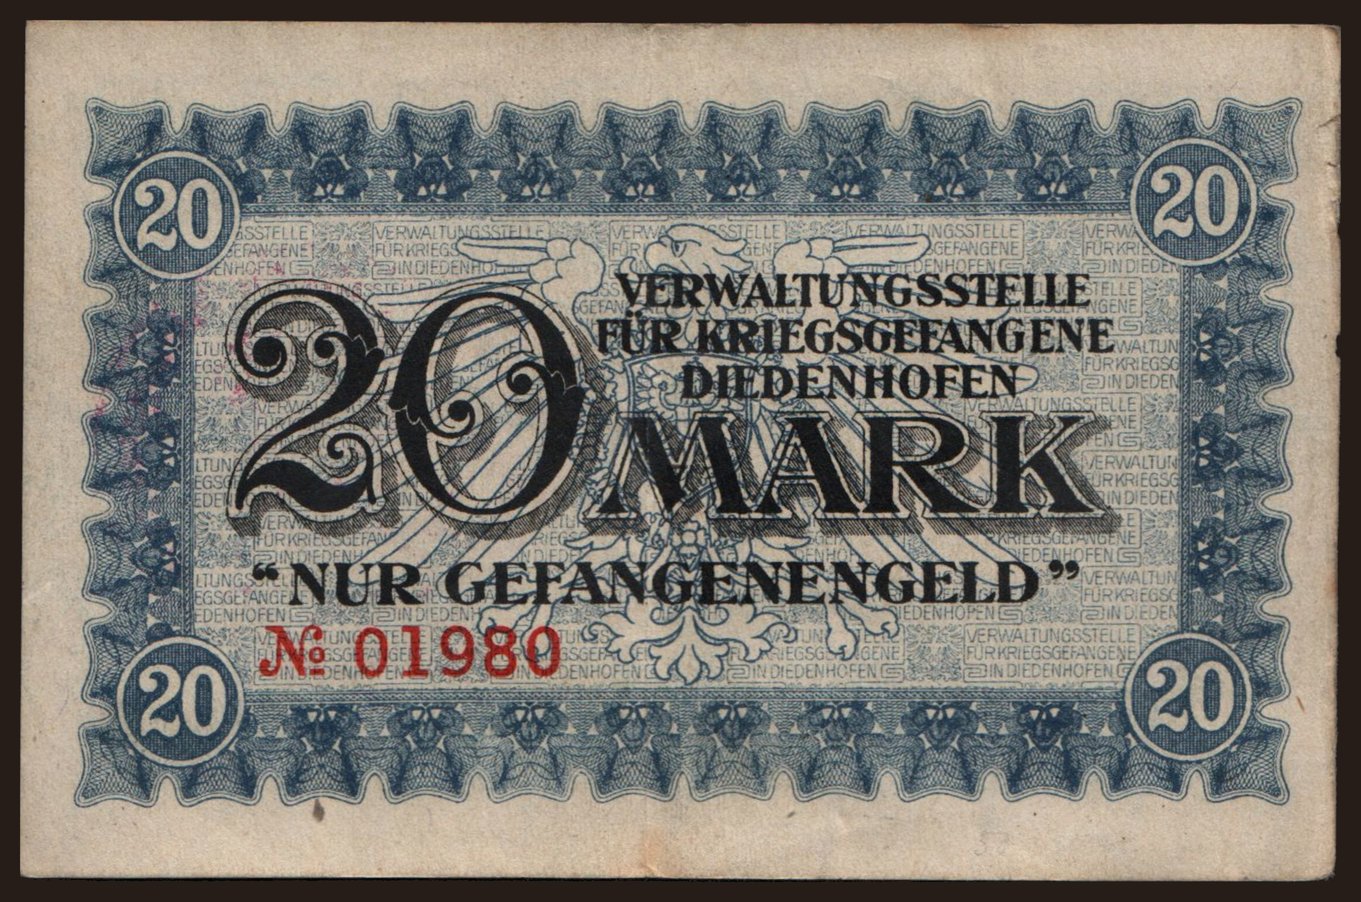 20
20
VERWALTUNGSSTELLE
FÜR KRIEGSGEFANGENE
DIEDENHOFEN
20 MARK
"NUR GEFANGENENGELD"
№ 01980
20
20